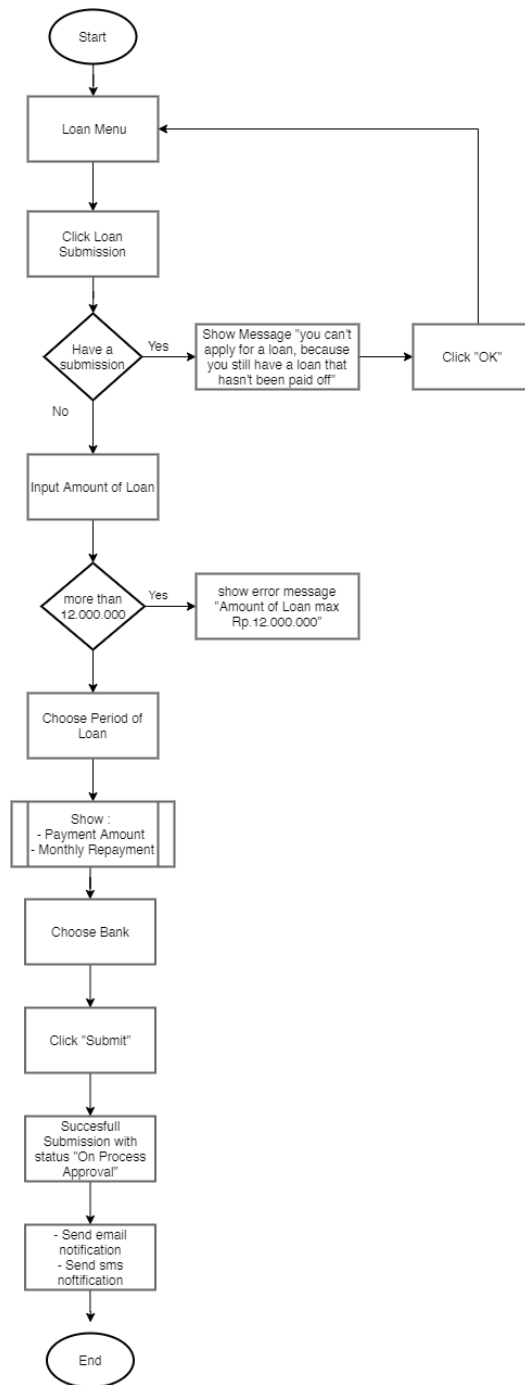 Start
Loan Menu
Click Loan
Submission
Have a
submission
Yes
Show Message "you can't
apply for a loan, because
you still have a loan that
hasn't been paid off"
Click "OK"
No
Input Amount of Loan
more than
12.000.000
Yes
show error message
"Amount of Loan max
Rp.12.000.000"
Choose Period of
Loan
Show :
- Payment Amount
- Monthly Repayment
Choose Bank
Click "Submit"
Succesfull
Submission with
status "On Process
Approval"
- Send email
notification
- Send sms
noftification
End